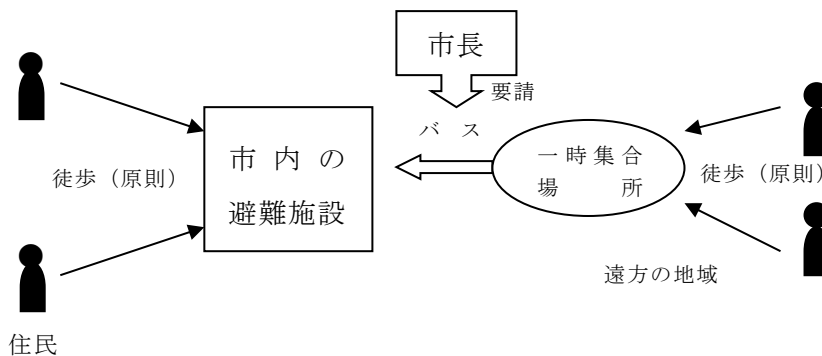 市長
要請
バ ス
市 内 の
避難施設
一 時 集 合
場 所
徒歩（原則）
徒歩（原則）
遠方の地域
住民